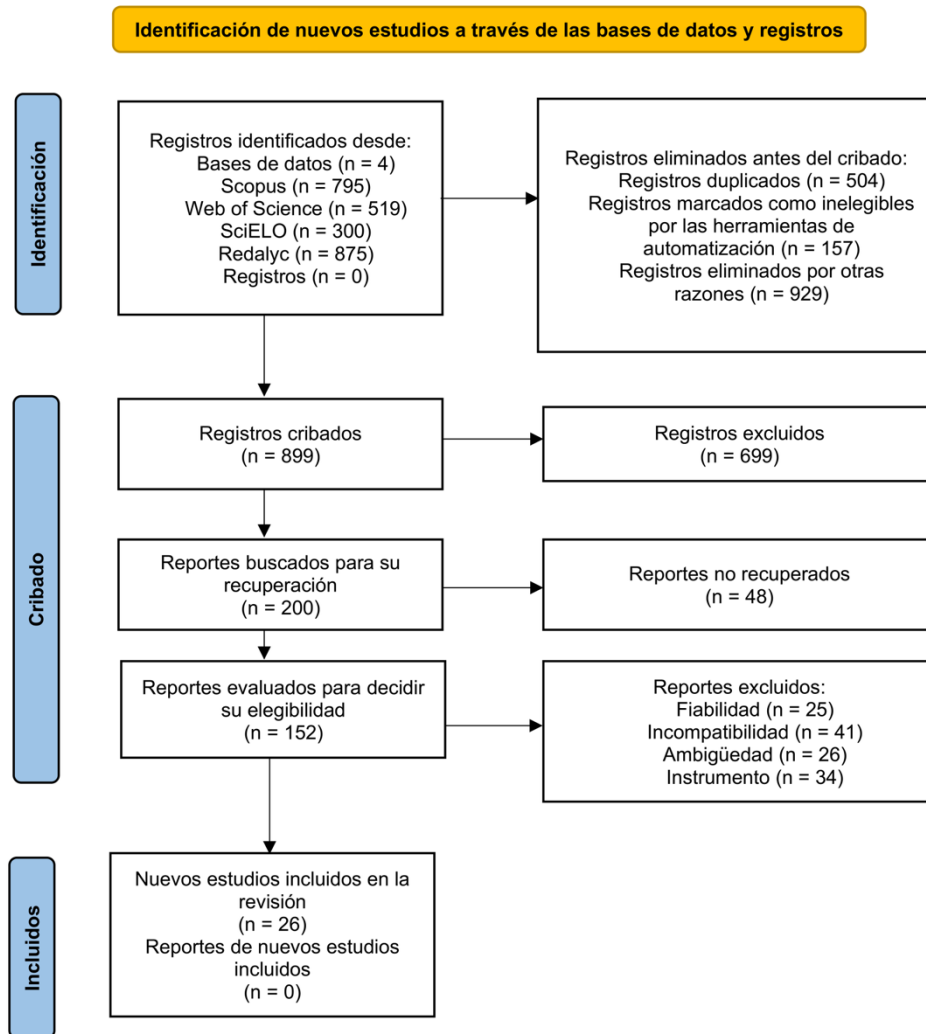 Identificación de nuevos estudios a través de las bases de datos y registros
Identificación
Registros identificados desde:
Bases de datos (n = 4)
Scopus (n = 795)
Web of Science (n = 519)
SciELO (n = 300)
Redalyc (n = 875)
Registros (n = 0)
Registros eliminados antes del cribado:
Registros duplicados (n = 504)
Registros marcados como inelegibles
por las herramientas de
automatización (n = 157)
Registros eliminados por otras
razones (n = 929)
Cribado
Registros cribados
(n = 899)
Registros excluidos
(n = 699)
Reportes buscados para su
recuperación
(n = 200)
Reportes no recuperados
(n = 48)
Reportes evaluados para decidir
su elegibilidad
(n = 152)
Reportes excluidos:
Fiabilidad (n = 25)
Incompatibilidad (n = 41)
Ambigüedad (n = 26)
Instrumento (n = 34)
Incluidos
Nuevos estudios incluidos en la
revisión
(n = 26)
Reportes de nuevos estudios
incluidos
(n = 0)